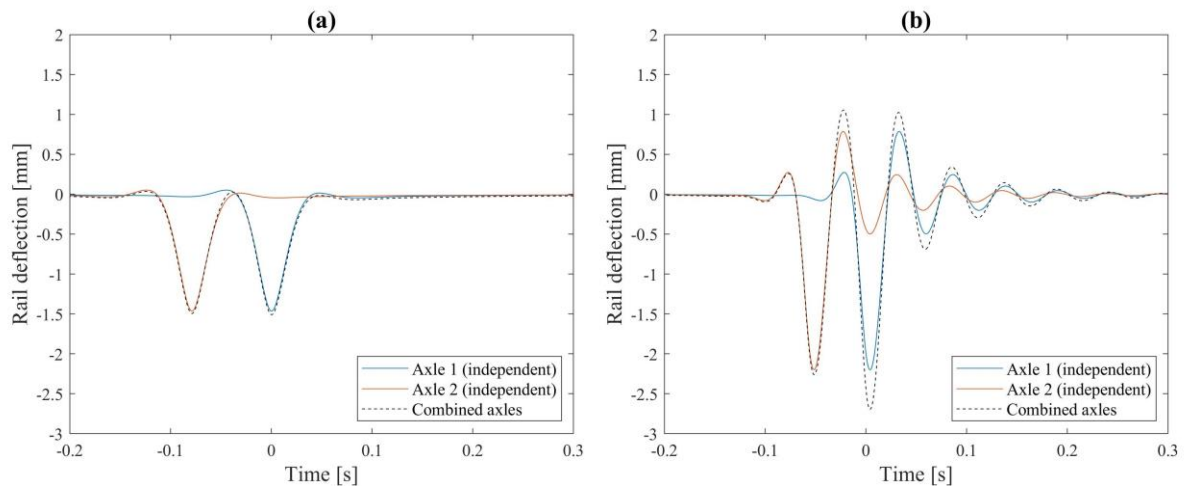 (a)
Rail deflection [mm]
2
1.5
1
0.5
0
-0.5
-1
-1.5
-2
-2.5
-3
-0.2
-0.1
0
0.1
0.2
0.3
Time [s]
Axle 1 (independent)
Axle 2 (independent)
Combined axles
(b)
Rail deflection [mm]
2
1.5
1
0.5
0
-0.5
-1
-1.5
-2
-2.5
-3
-0.2
-0.1
0
0.1
0.2
0.3
Time [s]
Axle 1 (independent)
Axle 2 (independent)
Combined axles